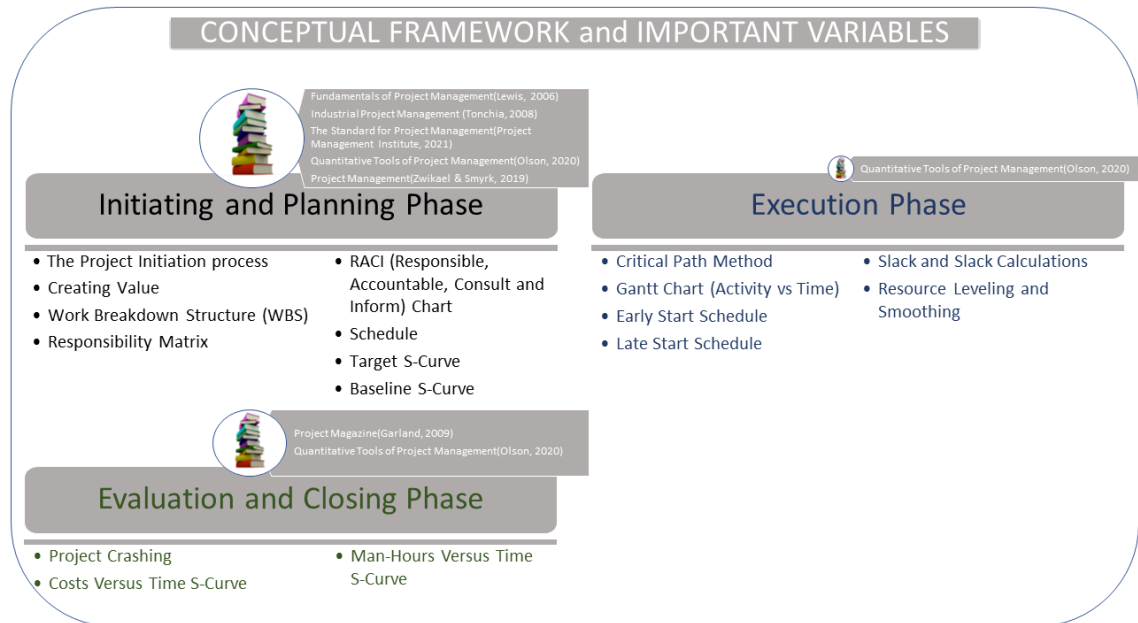 CONCEPTUAL FRAMEWORK and IMPORTANT VARIABLES
Fundamentals of Project Management(Lewis, 2006)
Industrial Project Management (Tonchia, 2008)
The Standard for Project Management(Project
Management Institute, 2021)
Quantitative Tools of Project Management(Olson, 2020)
Project Management(Zwikael & Smyrk, 2019)
Initiating and Planning Phase
• The Project Initiation process
• Creating Value
• Work Breakdown Structure (WBS)
• Responsibility Matrix
• RACI (Responsible,
Accountable, Consult and
Inform) Chart
• Schedule
• Target S-Curve
• Baseline S-Curve
Quantitative Tools of Project Management(Olson, 2020)
Execution Phase
• Critical Path Method
• Gantt Chart (Activity vs Time)
• Early Start Schedule
• Late Start Schedule
• Slack and Slack Calculations
• Resource Leveling and
Smoothing
Project Magazine(Garland, 2009)
Quantitative Tools of Project Management(Olson, 2020)
Evaluation and Closing Phase
• Project Crashing
• Costs Versus Time S-Curve
• Man-Hours Versus Time
S-Curve